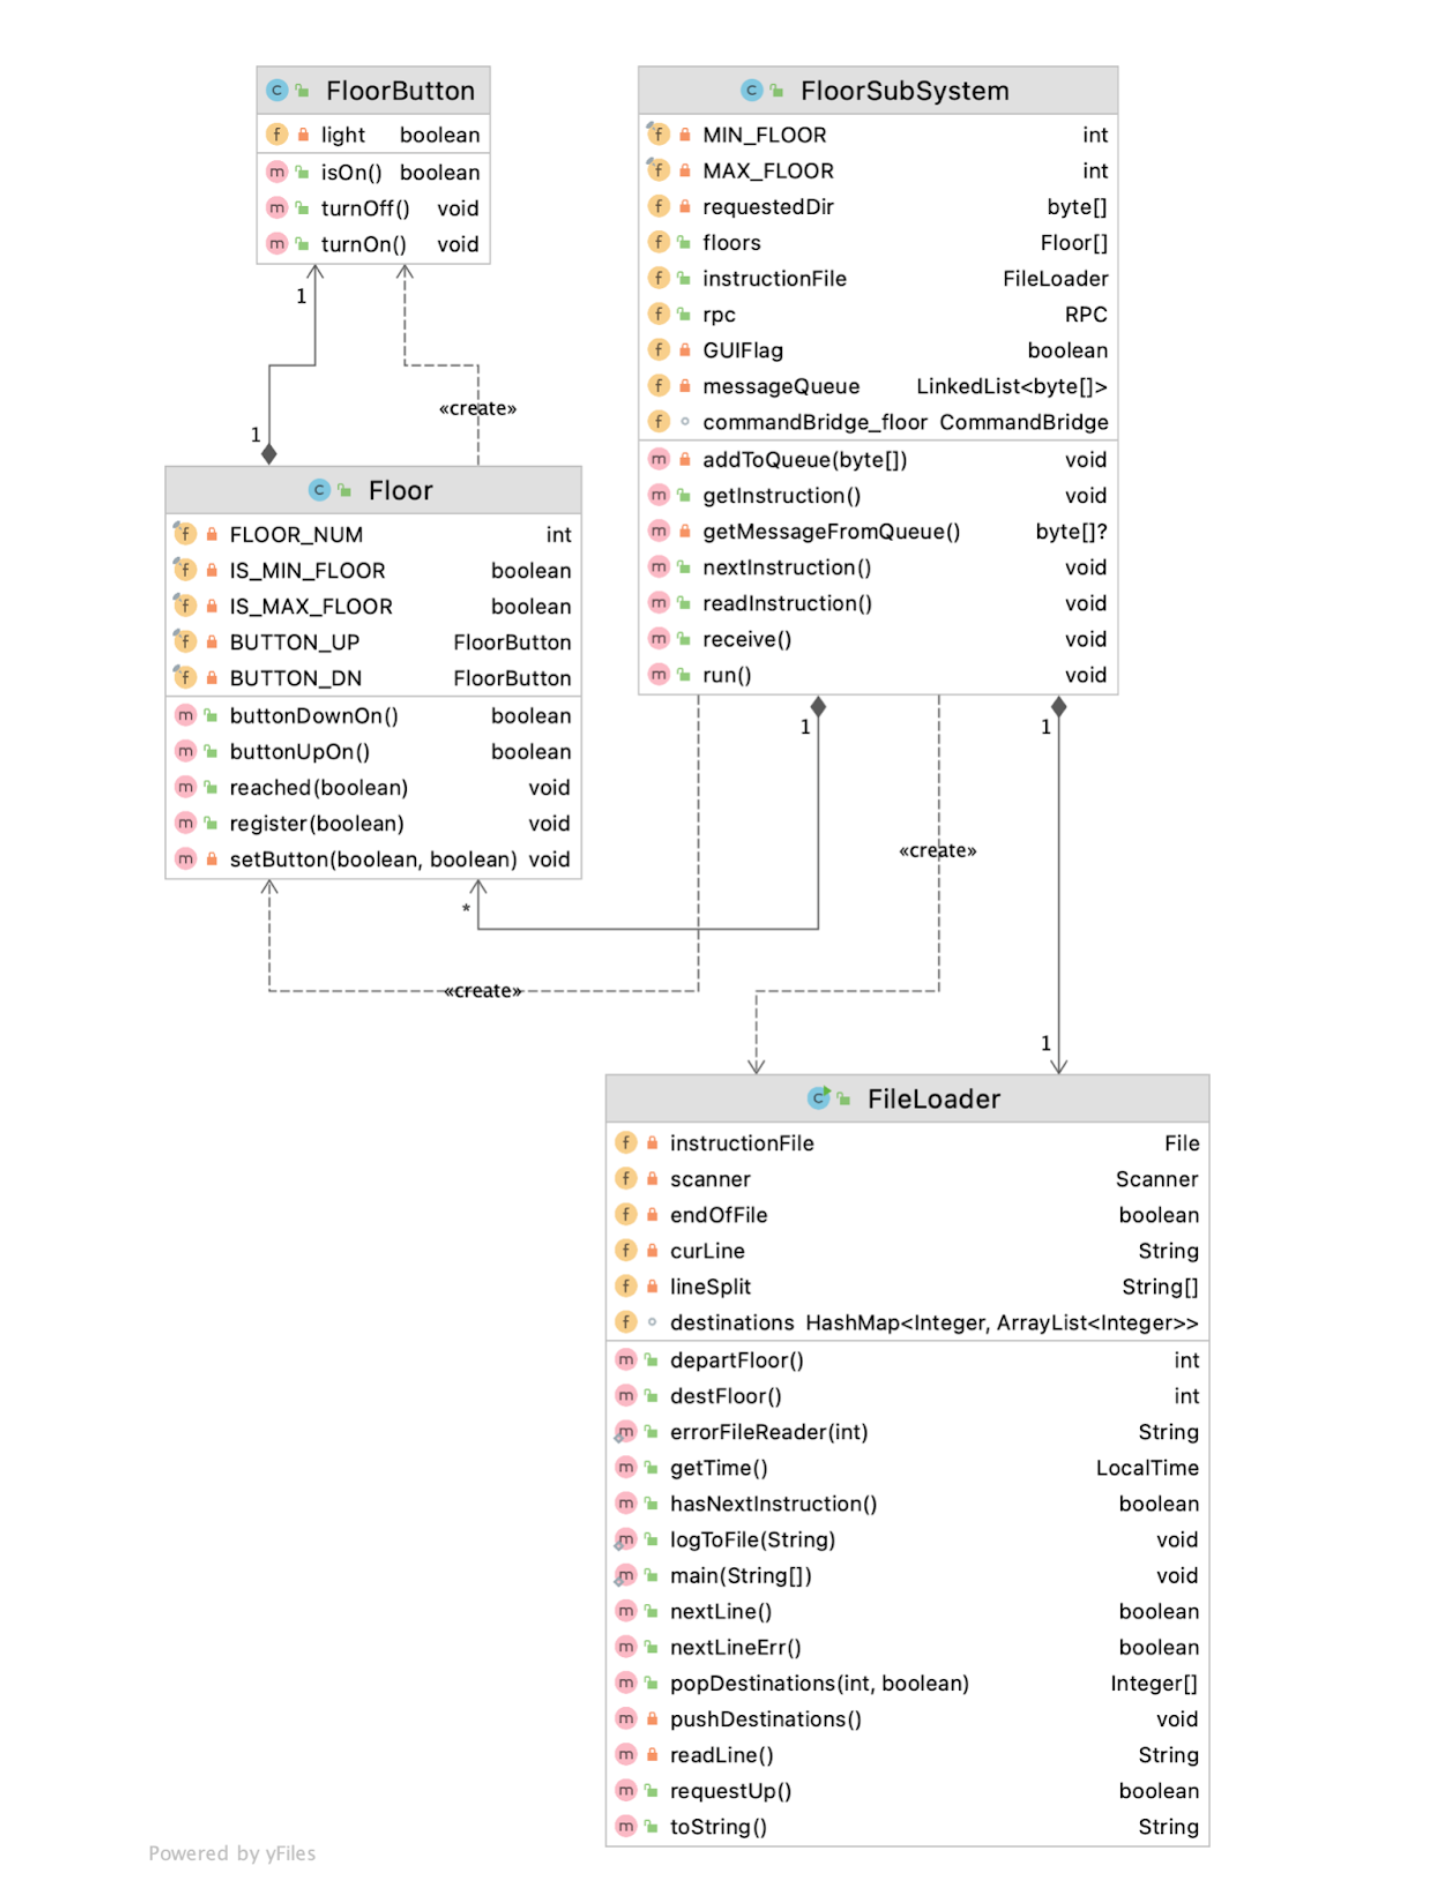 FloorButton
light boolean
isOn() boolean
turnOff() void
turnOn() void
1
1
«create»
Floor
FLOOR_NUM int
IS_MIN_FLOOR boolean
IS_MAX_FLOOR boolean
BUTTON_UP FloorButton
BUTTON_DN FloorButton
buttonDownOn() boolean
buttonUpOn() boolean
reached(boolean) void
register(boolean) void
setButton(boolean, boolean) void
FloorSubSystem
MIN_FLOOR int
MAX_FLOOR int
requestedDir byte[]
floors Floor[]
instructionFile FileLoader
rpc RPC
GUIFlag boolean
messageQueue LinkedList<byte[]>
commandBridge_floor CommandBridge
addToQueue(byte[]) void
getInstruction() void
getMessageFromQueue() byte[]?
nextInstruction() void
readInstruction() void
receive() void
run() void
1
1
«create»
*
«create»
1
FileLoader
instructionFile File
scanner Scanner
endOfFile boolean
curLine String
lineSplit String[]
destinations HashMap<Integer, ArrayList<Integer>>
departFloor() int
destFloor() int
errorFileReader(int) String
getTime() LocalTime
hasNextInstruction() boolean
logToFile(String) void
main(String[]) void
nextLine() boolean
nextLineErr() boolean
popDestinations(int, boolean) Integer[]
pushDestinations() void
readLine() String
requestUp() boolean
toString() String
Powered by yFiles